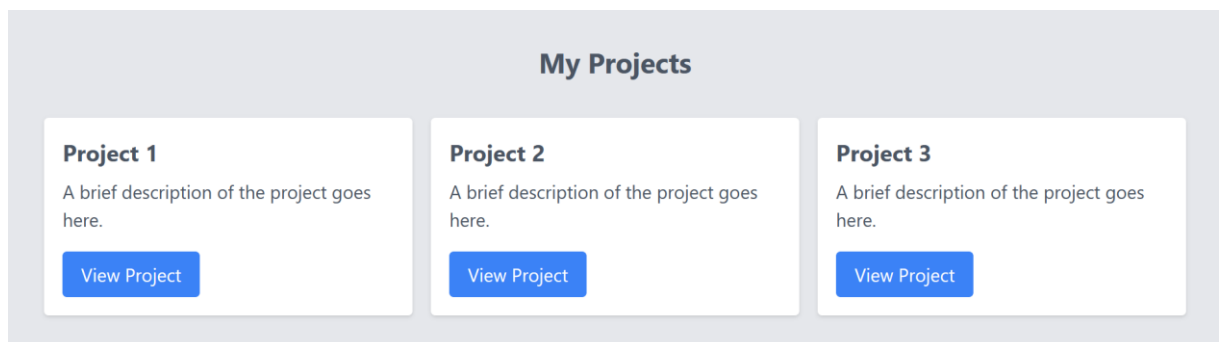 My Projects
Project 1
A brief description of the project goes
here.
View Project
Project 2
A brief description of the project goes
here.
View Project
Project 3
A brief description of the project goes
here.
View Project